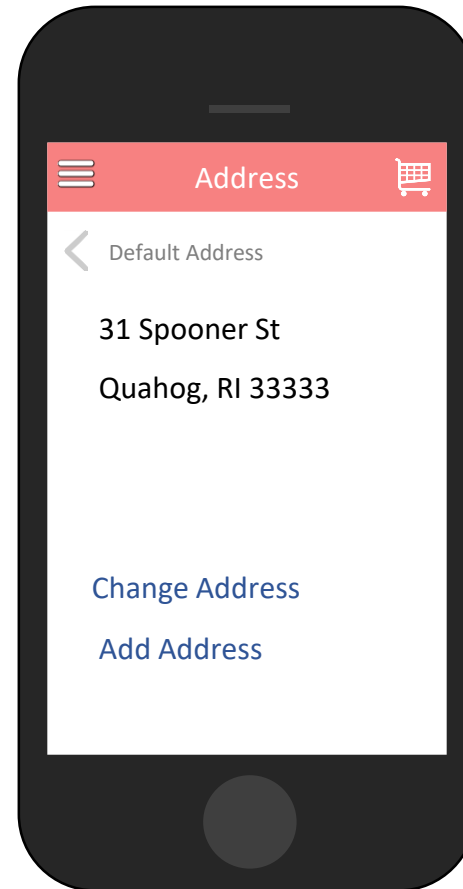 Address
Default Address
31 Spooner St
Quahog, RI 33333
Change Address
Add Address